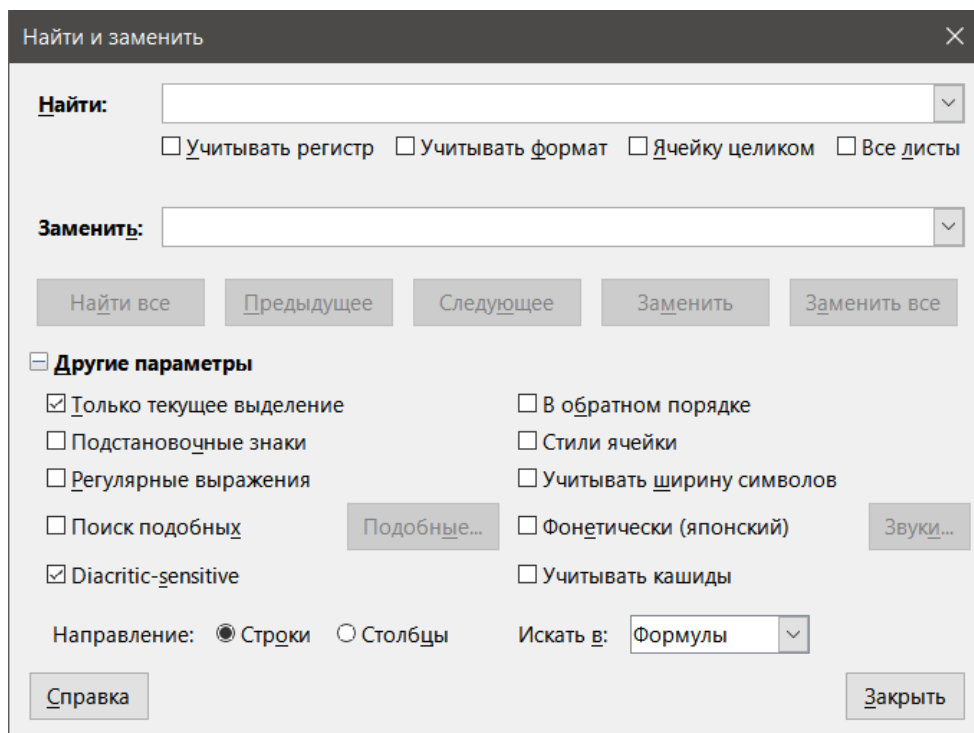 Найти и заменить
Найти:
Учитывать регистр Учитывать формат Ячейку целиком Все листы
Заменить:
Найти все Предыдущее Следующее Заменить Заменить все
Другие параметры
Только текущее выделение В обратном порядке
Подстановочные знаки Стили ячейки
Регулярные выражения Учитывать ширину символов
Поиск подобных Подобные... Фонетически (японский) Звуки...
Diacritic-sensitive Учитывать кашиды
Направление: Строки Столбцы Искать в: Формулы
Справка Закрыть